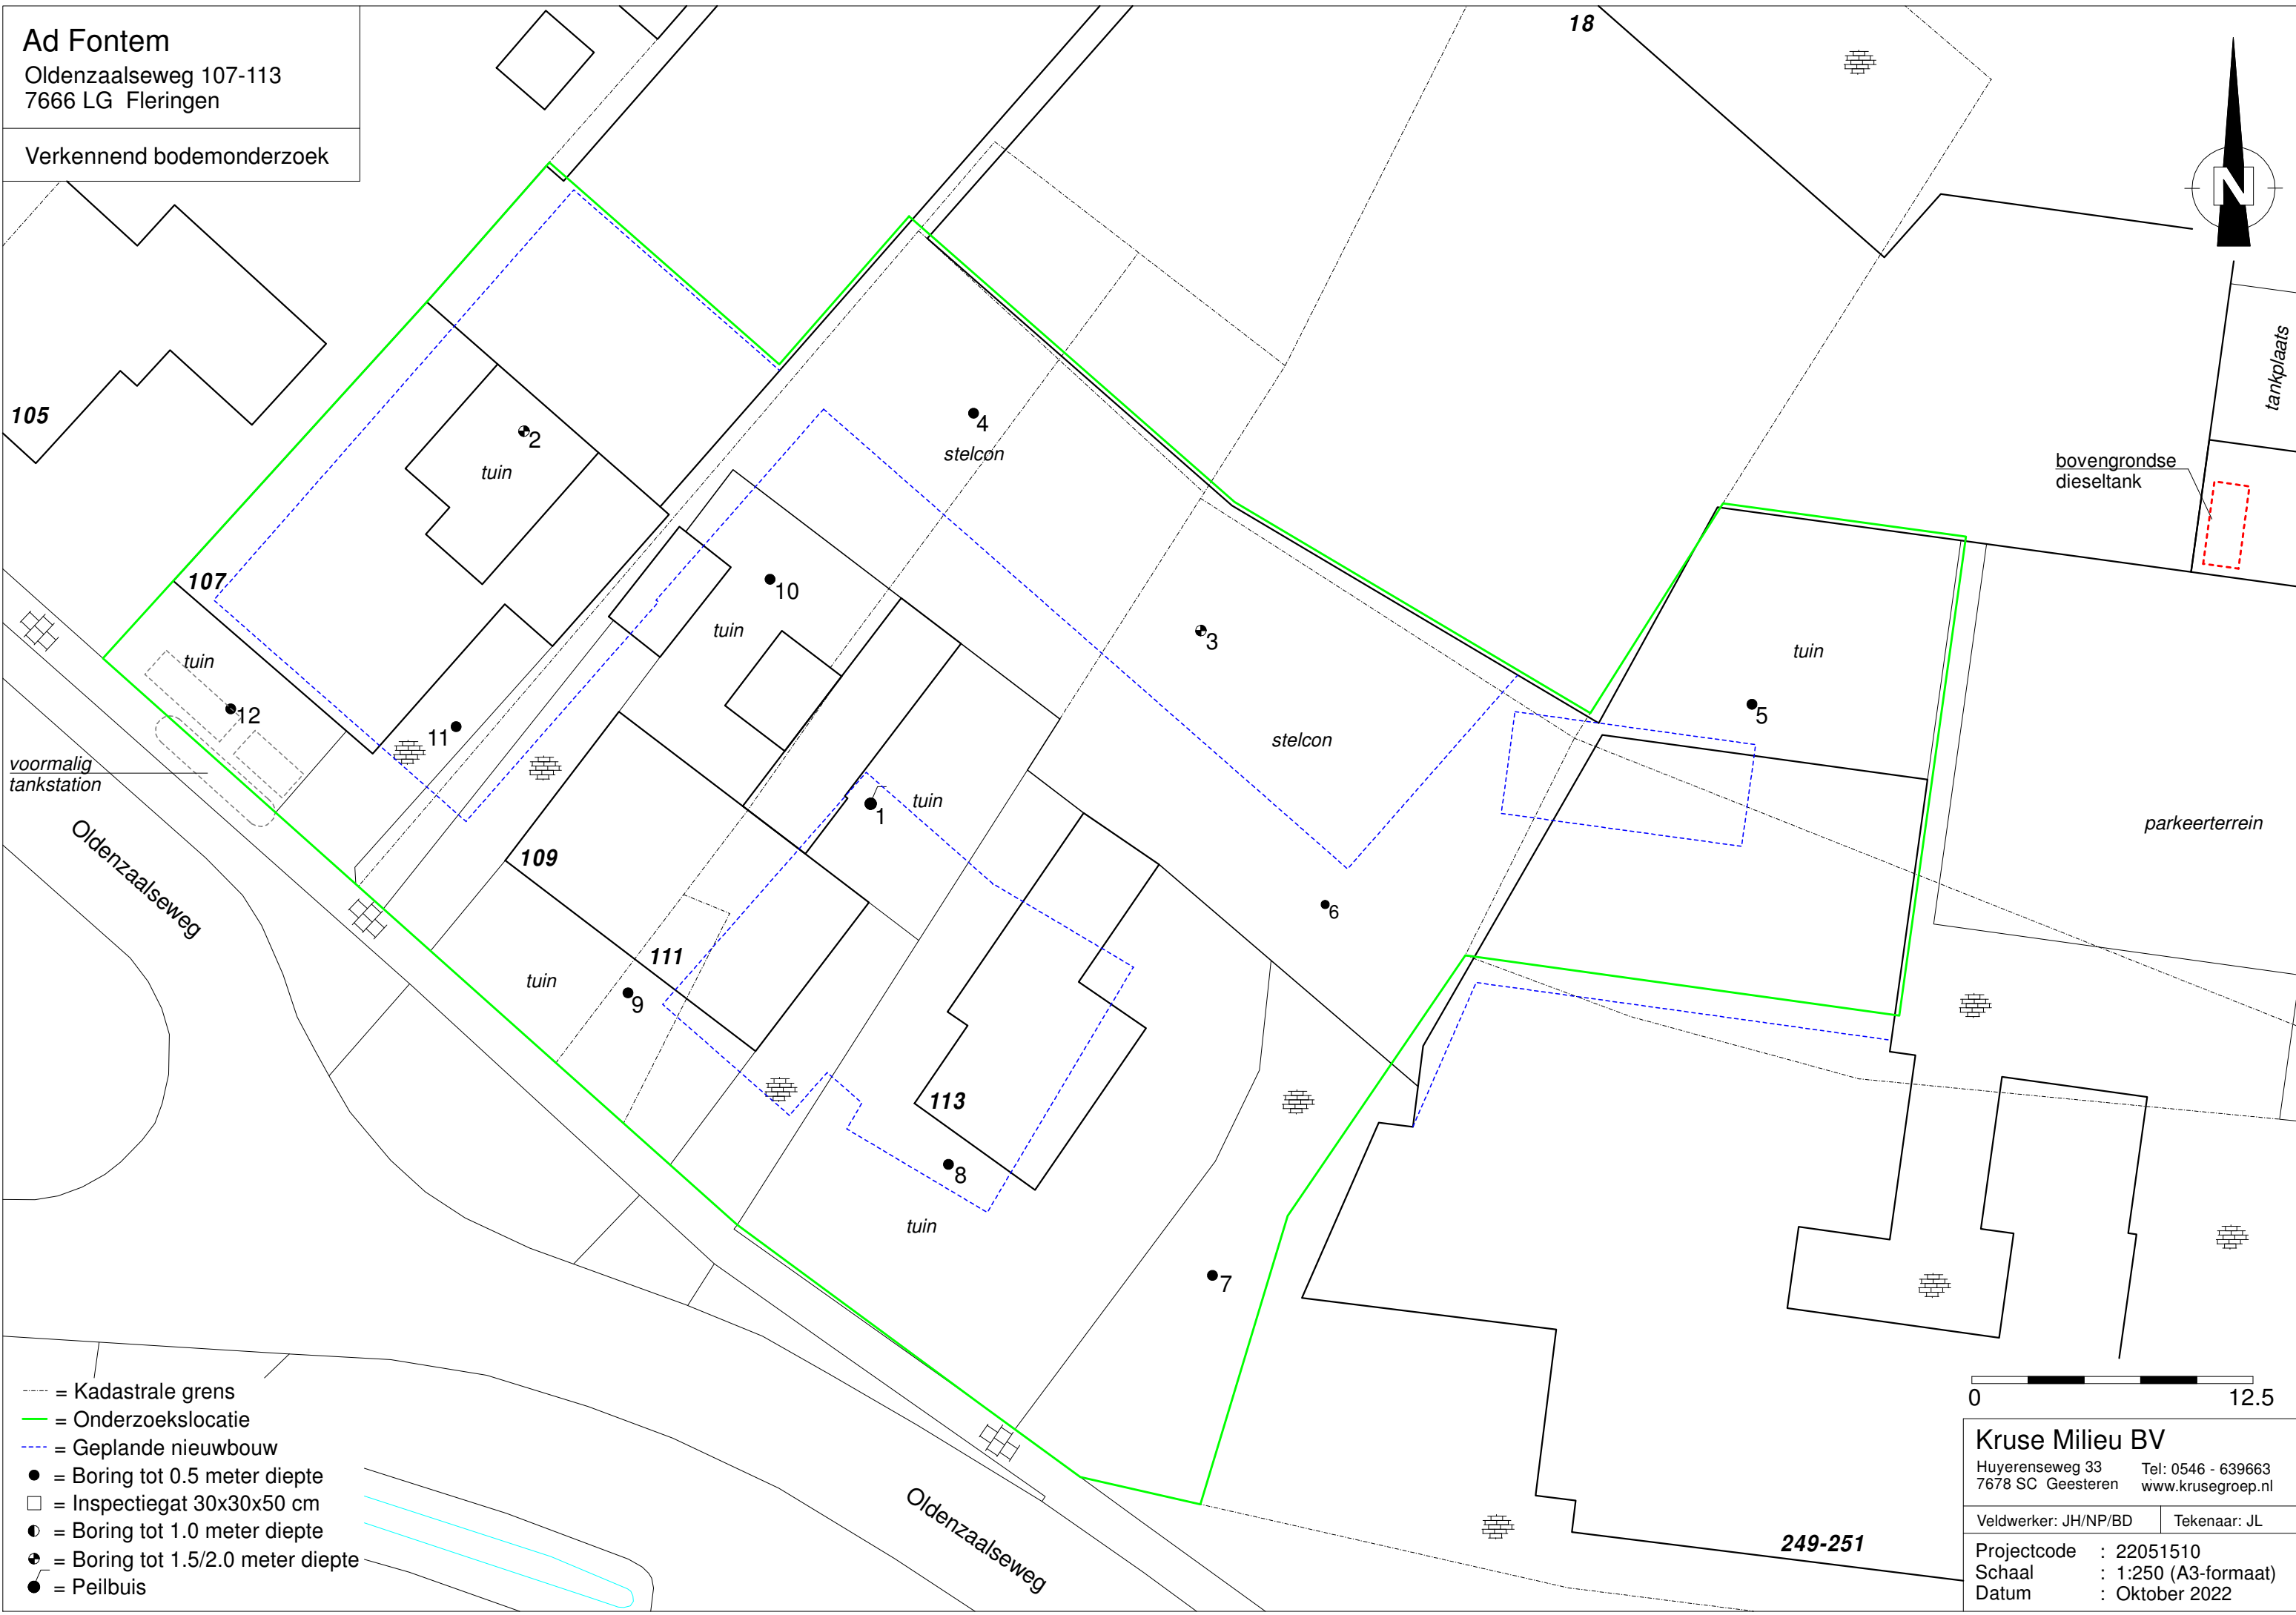 Ad Fontem
Oldenzaalseweg 107-113
7666 LG Fleringen
Verkennend bodemonderzoek
18
N
105
2
tuin
4
stelcon
tankplaats
bovengrondse
dieseltank
107
10
tuin
3
tuin
tuin
12
11
5
stelcon
voormalig
tankstation
1
tuin
parkeerterrein
Oldenzaalseweg
109
6
111
tuin
9
113
8
tuin
7
0
12.5
= Kadastrale grens
= Onderzoekslocatie
= Geplande nieuwbouw
= Boring tot 0.5 meter diepte
= Inspectiegat 30x30x50 cm
= Boring tot 1.0 meter diepte
= Boring tot 1.5/2.0 meter diepte
= Peilbuis
Oldenzaalseweg
249-251
Kruse Milieu BV
Huyerenseweg 33 Tel: 0546 - 639663
7678 SC Geesteren www.krusegroep.nl
Veldwerker: JH/NP/BD Tekenaar: JL
Projectcode : 22051510
Schaal : 1:250 (A3-formaat)
Datum : Oktober 2022